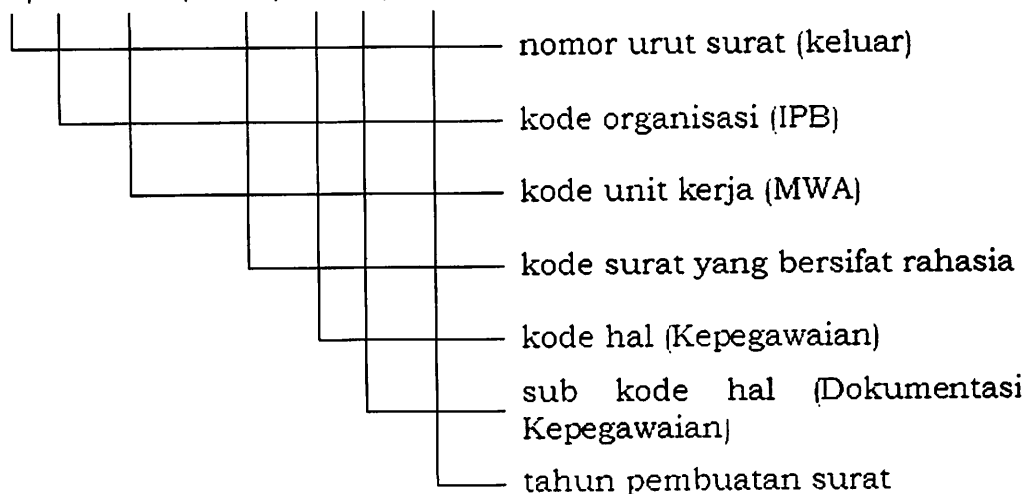 nomor urut surat (keluar)
kode organisasi (IPB)
kode unit kerja (MWA)
kode surat yang bersifat rahasia
kode hal (Kepegawaian)
sub kode hal (Dokumentasi
Kepegawaian)
tahun pembuatan surat